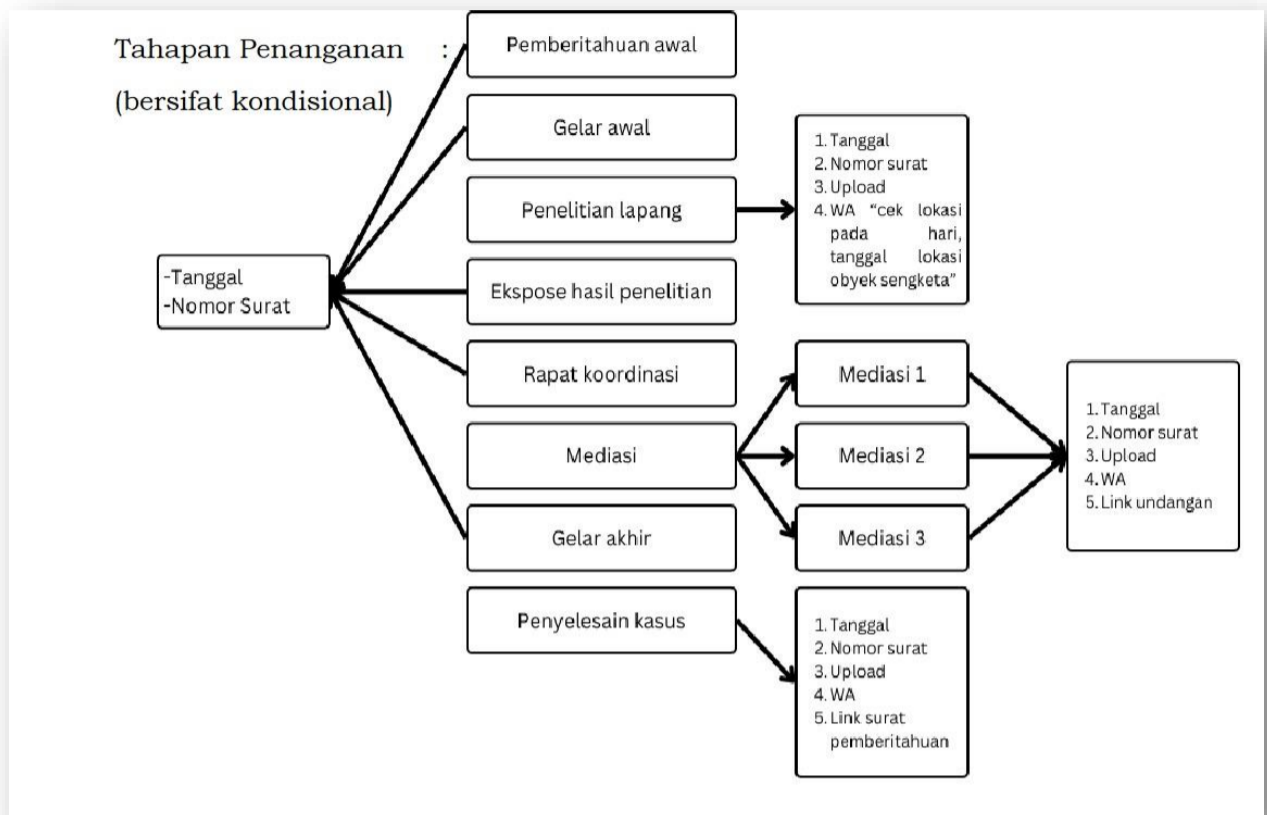 Tahapan Penanganan :
(bersifat kondisional)
-Tanggal
-Nomor Surat
Pemberitahuan awal
Gelar awal
Penelitian lapang
Ekspose hasil penelitian
Rapat koordinasi
Mediasi
Gelar akhir
Penyelesain kasus
1. Tanggal
2. Nomor surat
3. Upload
4. WA "cek lokasi
pada hari,
tanggal lokasi
obyek sengketa"
Mediasi 1
Mediasi 2
Mediasi 3
1. Tanggal
2. Nomor surat
3. Upload
4. WA
5. Link undangan
1. Tanggal
2. Nomor surat
3. Upload
4. WA
5. Link surat
pemberitahuan